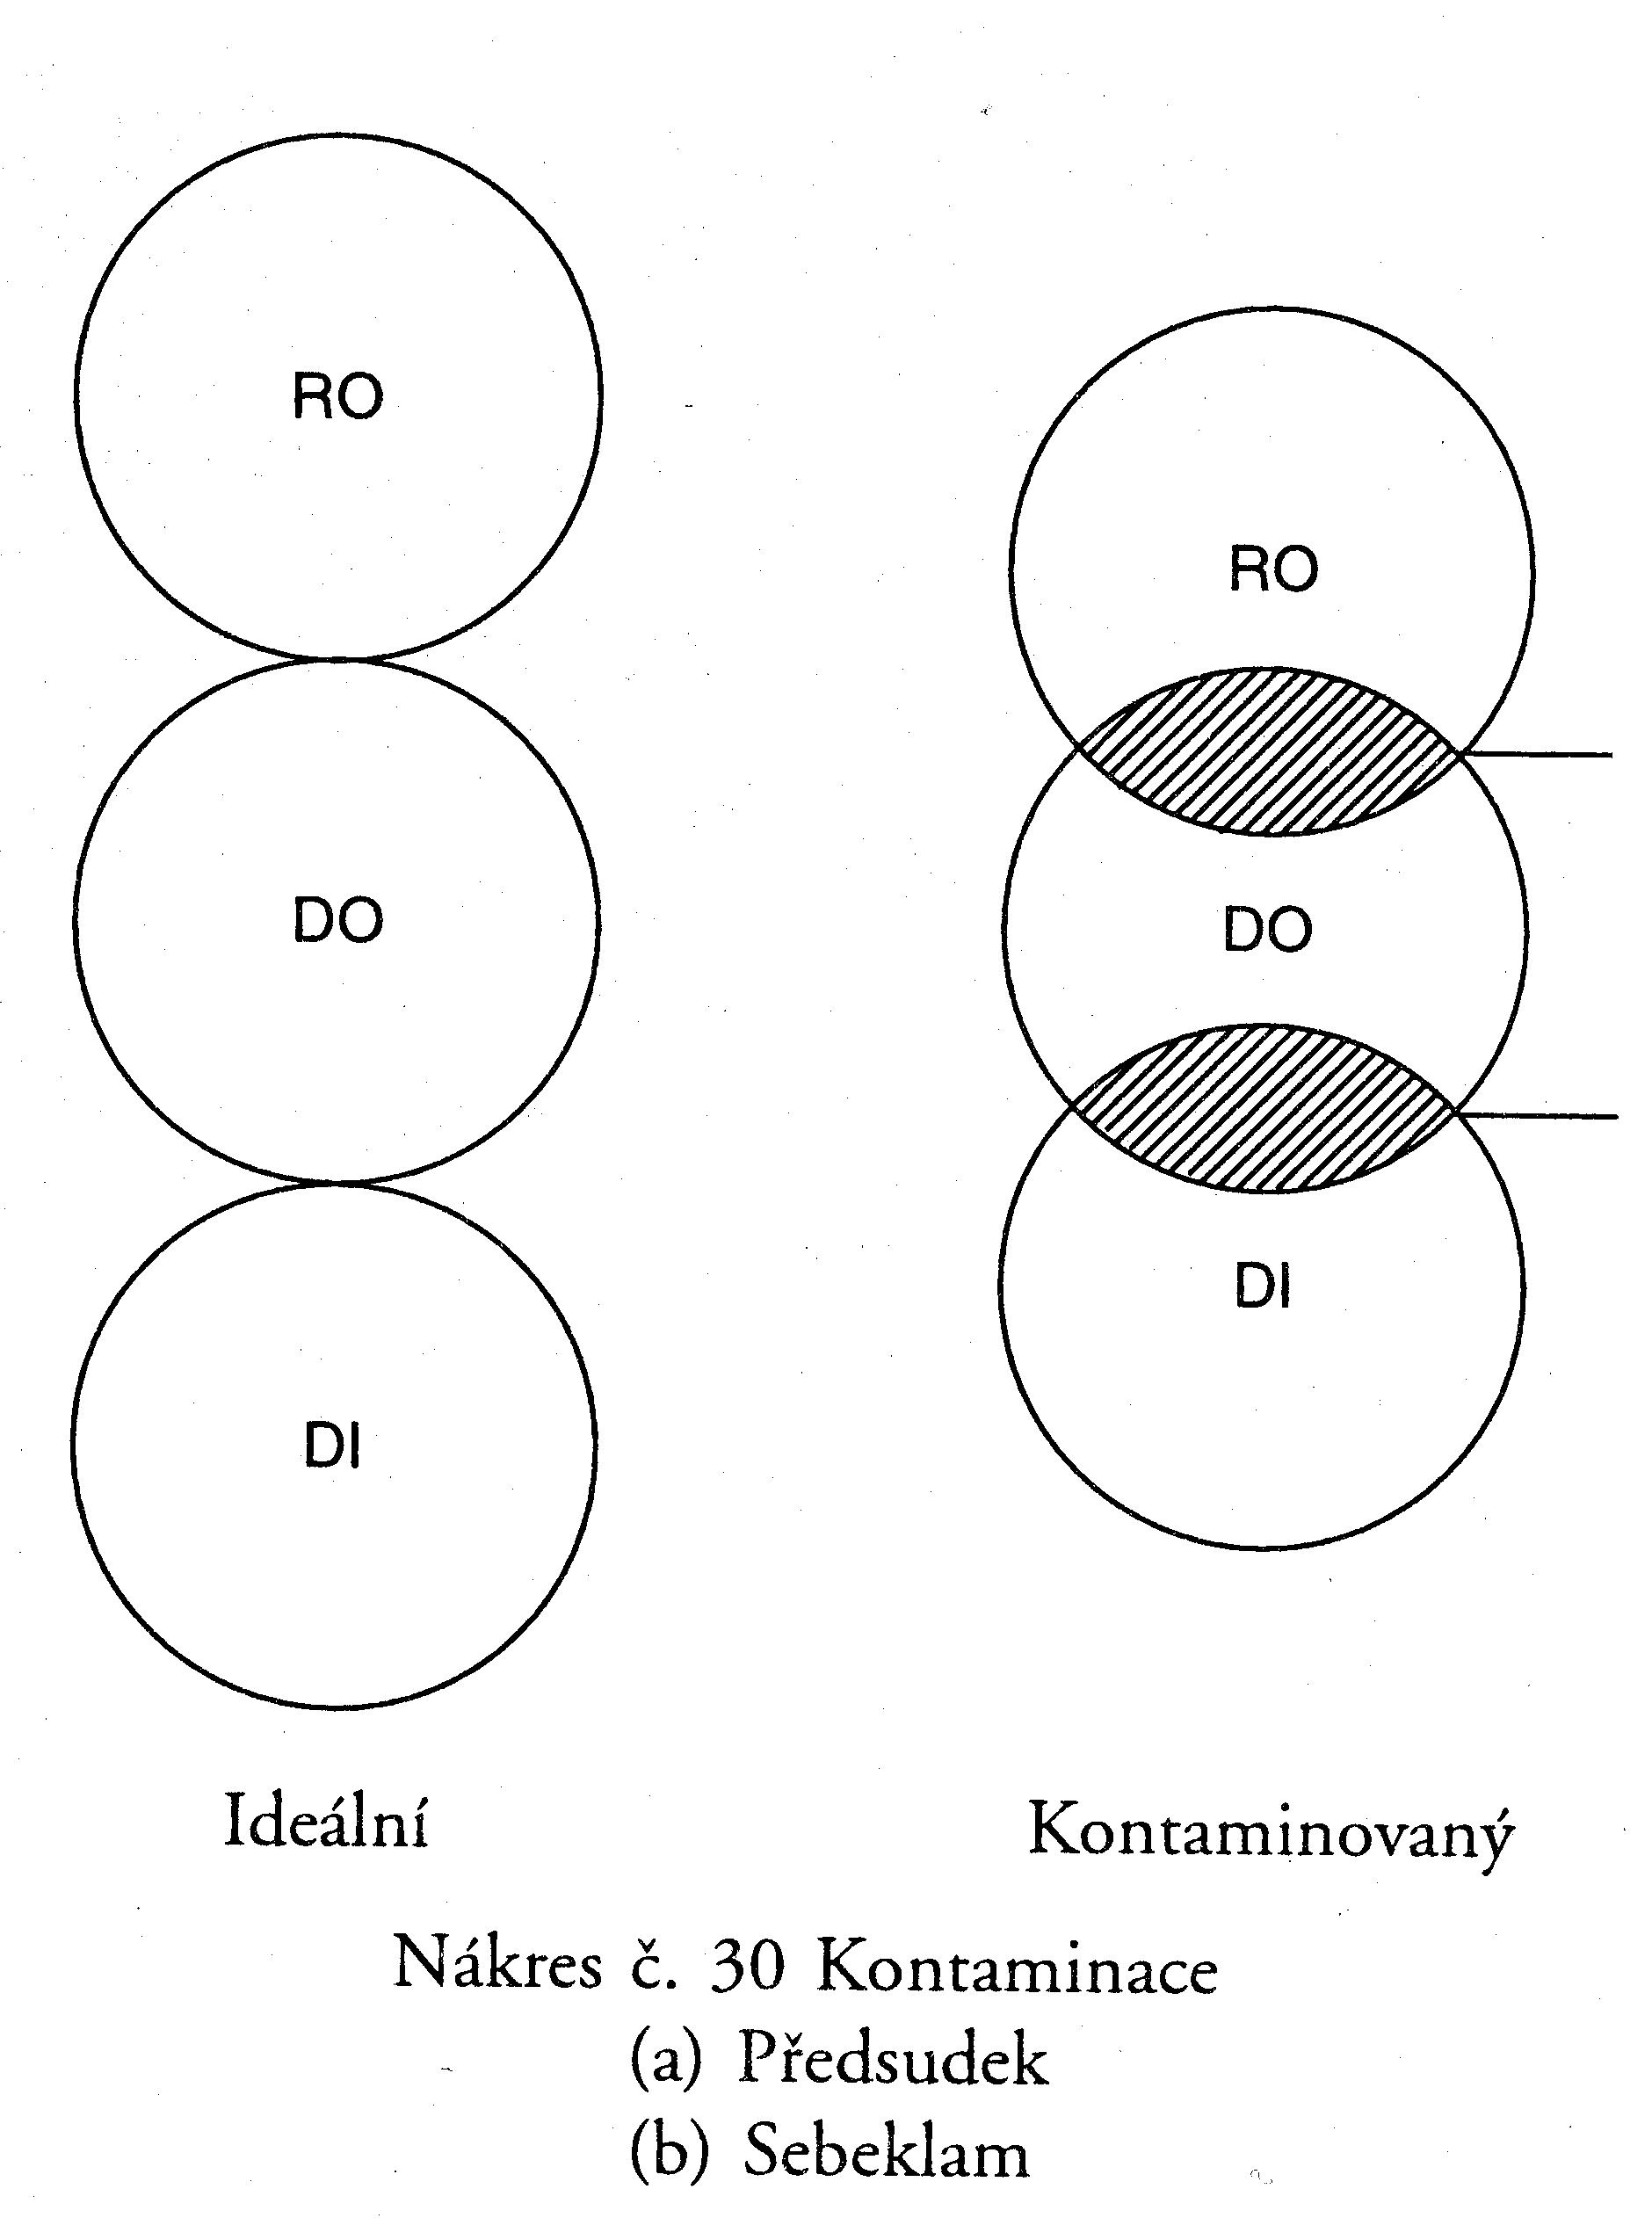 RO
DO
DI
RO
DO
DI
Ideální
Kontaminovaný
Nákres č. 30 Kontaminace
(a) Předsudek
(b) Sebeklam